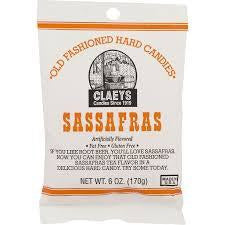 "OLD FASHIONED HARD CANDIES"
CLAEYS
Candies Since 1919
SASSAFRAS
Artificially Flavored
• Fat Free • Gluten Free •
IF YOU LIKE ROOT BEER, YOU'LL LOVE SASSAFRAS.
NOW YOU CAN ENJOY THAT OLD FASHIONED
SASSAFRAS TEA FLAVOR IN A
DELICIOUS HARD CANDY. TRY SOME TODAY.
NET WT. 6 OZ. (170g)
MADE IN
U.S.A.